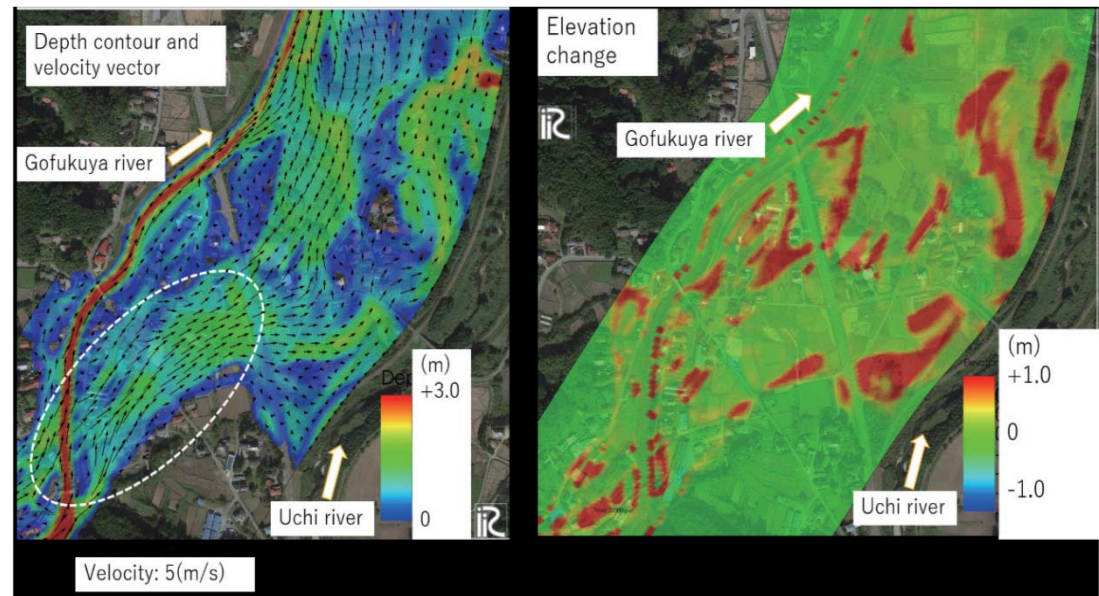 Depth contour and
velocity vector
Gofukuya river
(m)
+3.0
0
Uchi river
Velocity: 5(m/s)
Elevation
change
Gofukuya river
(m)
+1.0
0
-1.0
Uchi river